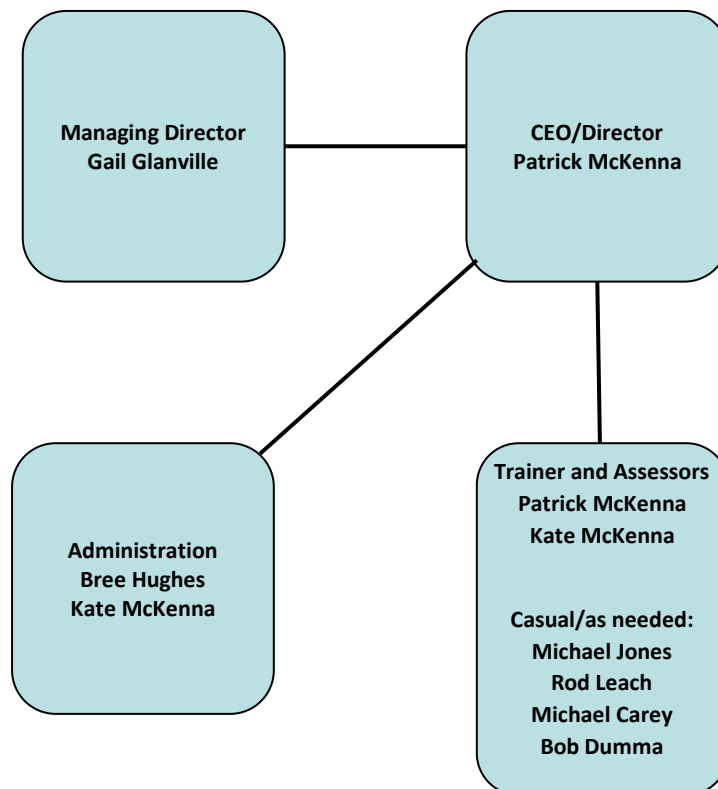 Managing Director
Gail Glanville
CEO/Director
Patrick McKenna
Administration
Bree Hughes
Kate McKenna
Trainer and Assessors
Patrick McKenna
Kate McKenna
Casual/as needed:
Michael Jones
Rod Leach
Michael Carey
Bob Dumma